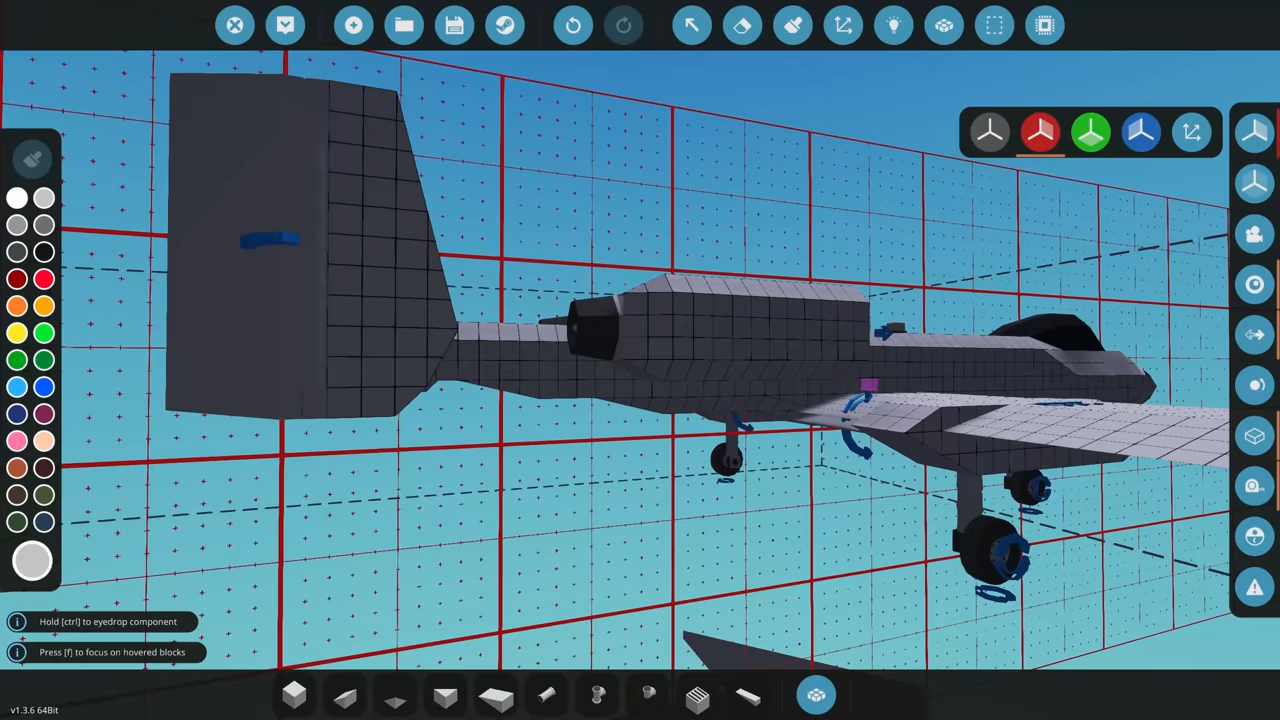 Hold [ctrl] to eyedrop component
Press [f] to focus on hovered blocks
v1.3.6 64Bit